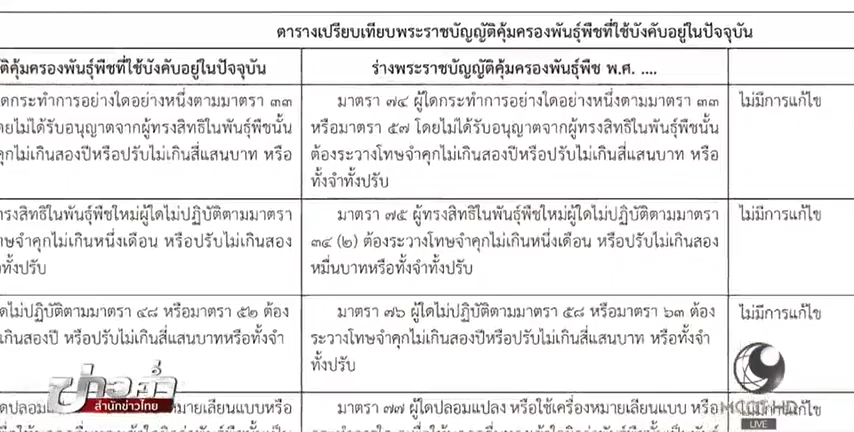 ตารางเปรียบเทียบพระราชบัญญัติคุ้มครองพันธุ์พืชที่ใช้บังคับอยู่ในปัจจุบัน
ติคุ้มครองพันธุ์พืชที่ใช้บังคับอยู่ในปัจจุบัน
ร่างพระราชบัญญัติคุ้มครองพันธุ์พืช พ.ศ. ....
ดกระทำการอย่างใดอย่างหนึ่งตามมาตรา ๓๓
ดยไม่ได้รับอนุญาตจากผู้ทรงสิทธิในพันธุ์พืชนั้น
คุกไม่เกินสองปีหรือปรับไม่เกินสี่แสนบาท หรือ
มาตรา ๗๔ ผู้ใดกระทำการอย่างใดอย่างหนึ่งตามมาตรา ๓๓
หรือมาตรา ๕๗ โดยไม่ได้รับอนุญาตจากผู้ทรงสิทธิในพันธุ์พืชนั้น
ต้องระวางโทษจำคุกไม่เกินสองปีหรือปรับไม่เกินสี่แสนบาท หรือ
ทั้งจำทั้งปรับ
ไม่มีการแก้ไข
ทรงสิทธิในพันธุ์พืชใหม่ผู้ใดไม่ปฏิบัติตามมาตรา
ทษจำคุกไม่เกินหนึ่งเดือน หรือปรับไม่เกินสอง
ทั้งปรับ
มาตรา ๗๕ ผู้ทรงสิทธิในพันธุ์พืชใหม่ผู้ใดไม่ปฏิบัติตามมาตรา
๓๔ (๒) ต้องระวางโทษจำคุกไม่เกินหนึ่งเดือน หรือปรับไม่เกินสอง
หมื่นบาทหรือทั้งจำทั้งปรับ
ไม่มีการแก้ไข
ดไม่ปฏิบัติตามมาตรา ๔๘ หรือมาตรา ๕๒ ต้อง
กินสองปี หรือปรับไม่เกินสี่แสนบาทหรือทั้งจำ
มาตรา ๗๖ ผู้ใดไม่ปฏิบัติตามมาตรา ๕๘ หรือมาตรา ๖๓ ต้อง
ระวางโทษจำคุกไม่เกินสองปีหรือปรับไม่เกินสี่แสนบาท หรือทั้งจำ
ทั้งปรับ
ไม่มีการแก้ไข
ดปลอมแ
หมายเลียนแบบหรือ
มาตรา ๗๗ ผู้ใดปลอมแปลง หรือใช้เครื่องหมายเลียนแบบ หรือ
ข่าวค่ำ
สำนักข่าวไทย
MCOT HD
LIVE